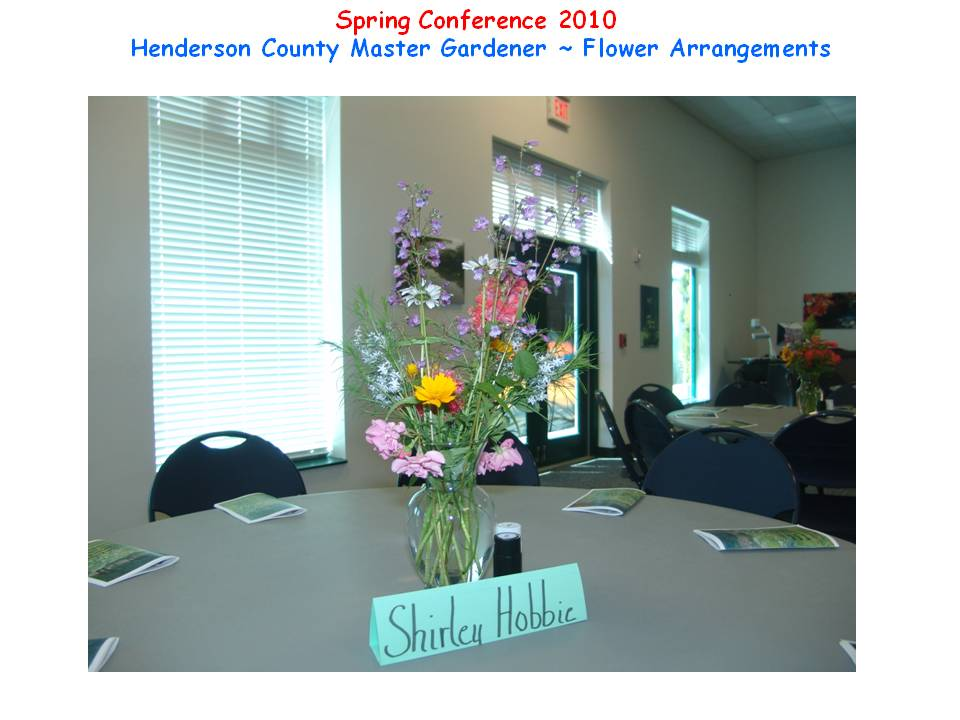 Spring Conference 2010
Henderson County Master Gardener ~ Flower Arrangements
EXIT
Shirley Hobbie